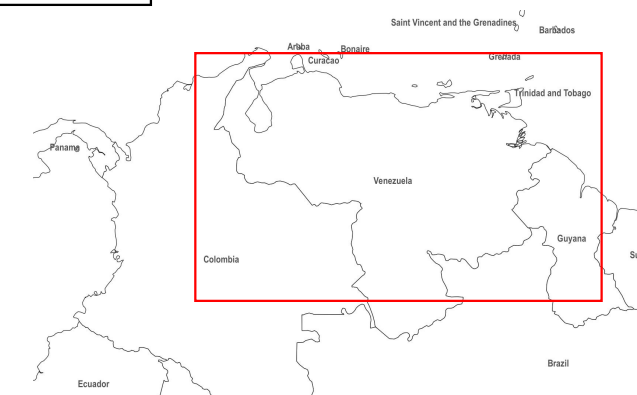 Saint Vincent and the Grenadines
Barbados
Aruba
Bonaire
Curacao
Grenada
Trinidad and Tobago
Panama
Venezuela
Colombia
Guyana
Su
Brazil
Ecuador